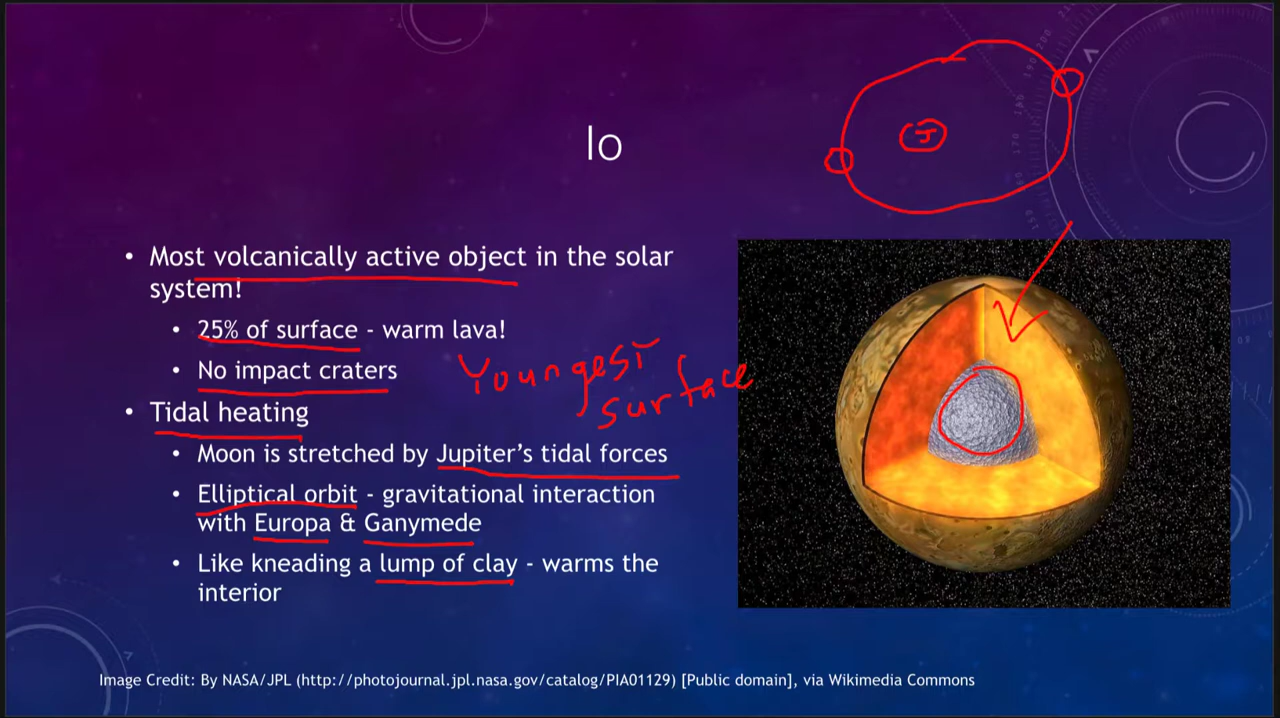 J
Io
• Most volcanically active object in the solar
system!
• 25% of surface - warm lava!
• No impact craters
Youngest
surface
• Tidal heating
• Moon is stretched by Jupiter’s tidal forces
• Elliptical orbit - gravitational interaction
with Europa & Ganymede
• Like kneading a lump of clay - warms the
interior
Image Credit: By NASA/JPL (http://photojournal.jpl.nasa.gov/catalog/PIA01129) [Public domain], via Wikimedia Commons